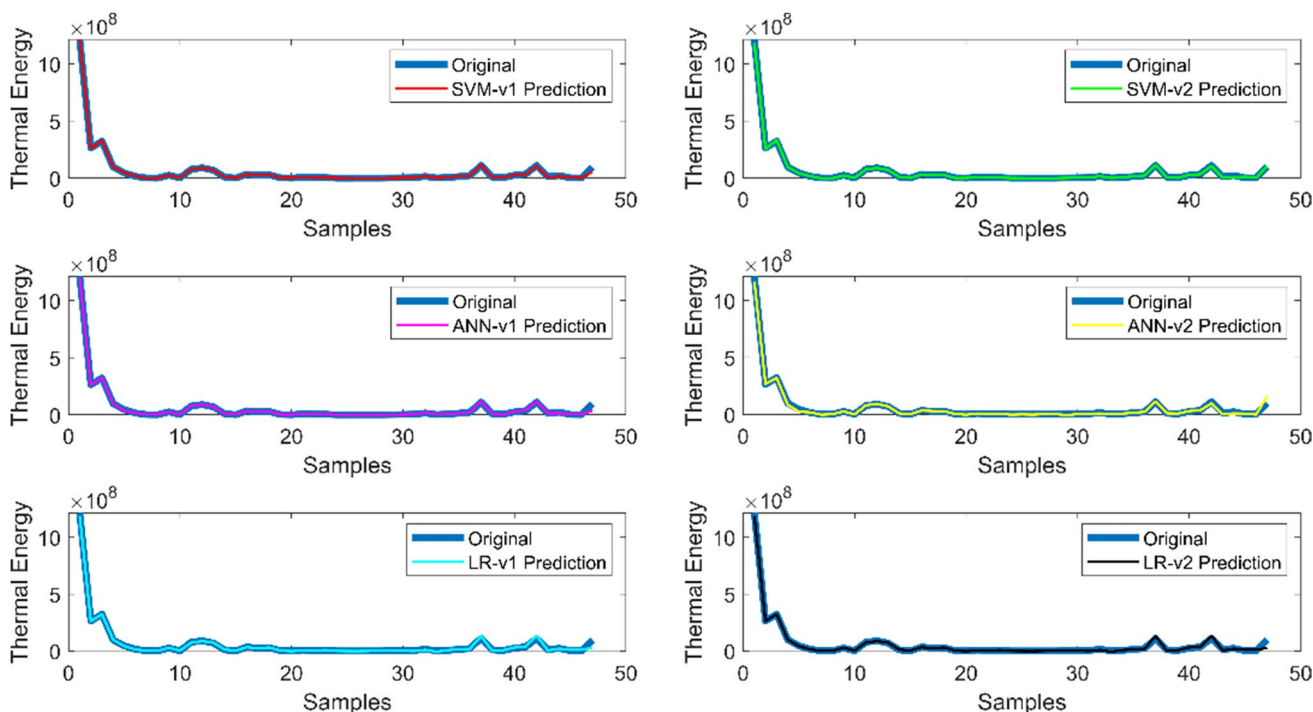 ×10^8
Thermal Energy
10
5
0
Original
SVM-v1 Prediction
0 10 20 30 40 50
Samples
×10^8
Thermal Energy
10
5
0
Original
SVM-v2 Prediction
0 10 20 30 40 50
Samples
×10^8
Thermal Energy
10
5
0
Original
ANN-v1 Prediction
0 10 20 30 40 50
Samples
×10^8
Thermal Energy
10
5
0
Original
ANN-v2 Prediction
0 10 20 30 40 50
Samples
×10^8
Thermal Energy
10
5
0
Original
LR-v1 Prediction
0 10 20 30 40 50
Samples
×10^8
Thermal Energy
10
5
0
Original
LR-v2 Prediction
0 10 20 30 40 50
Samples